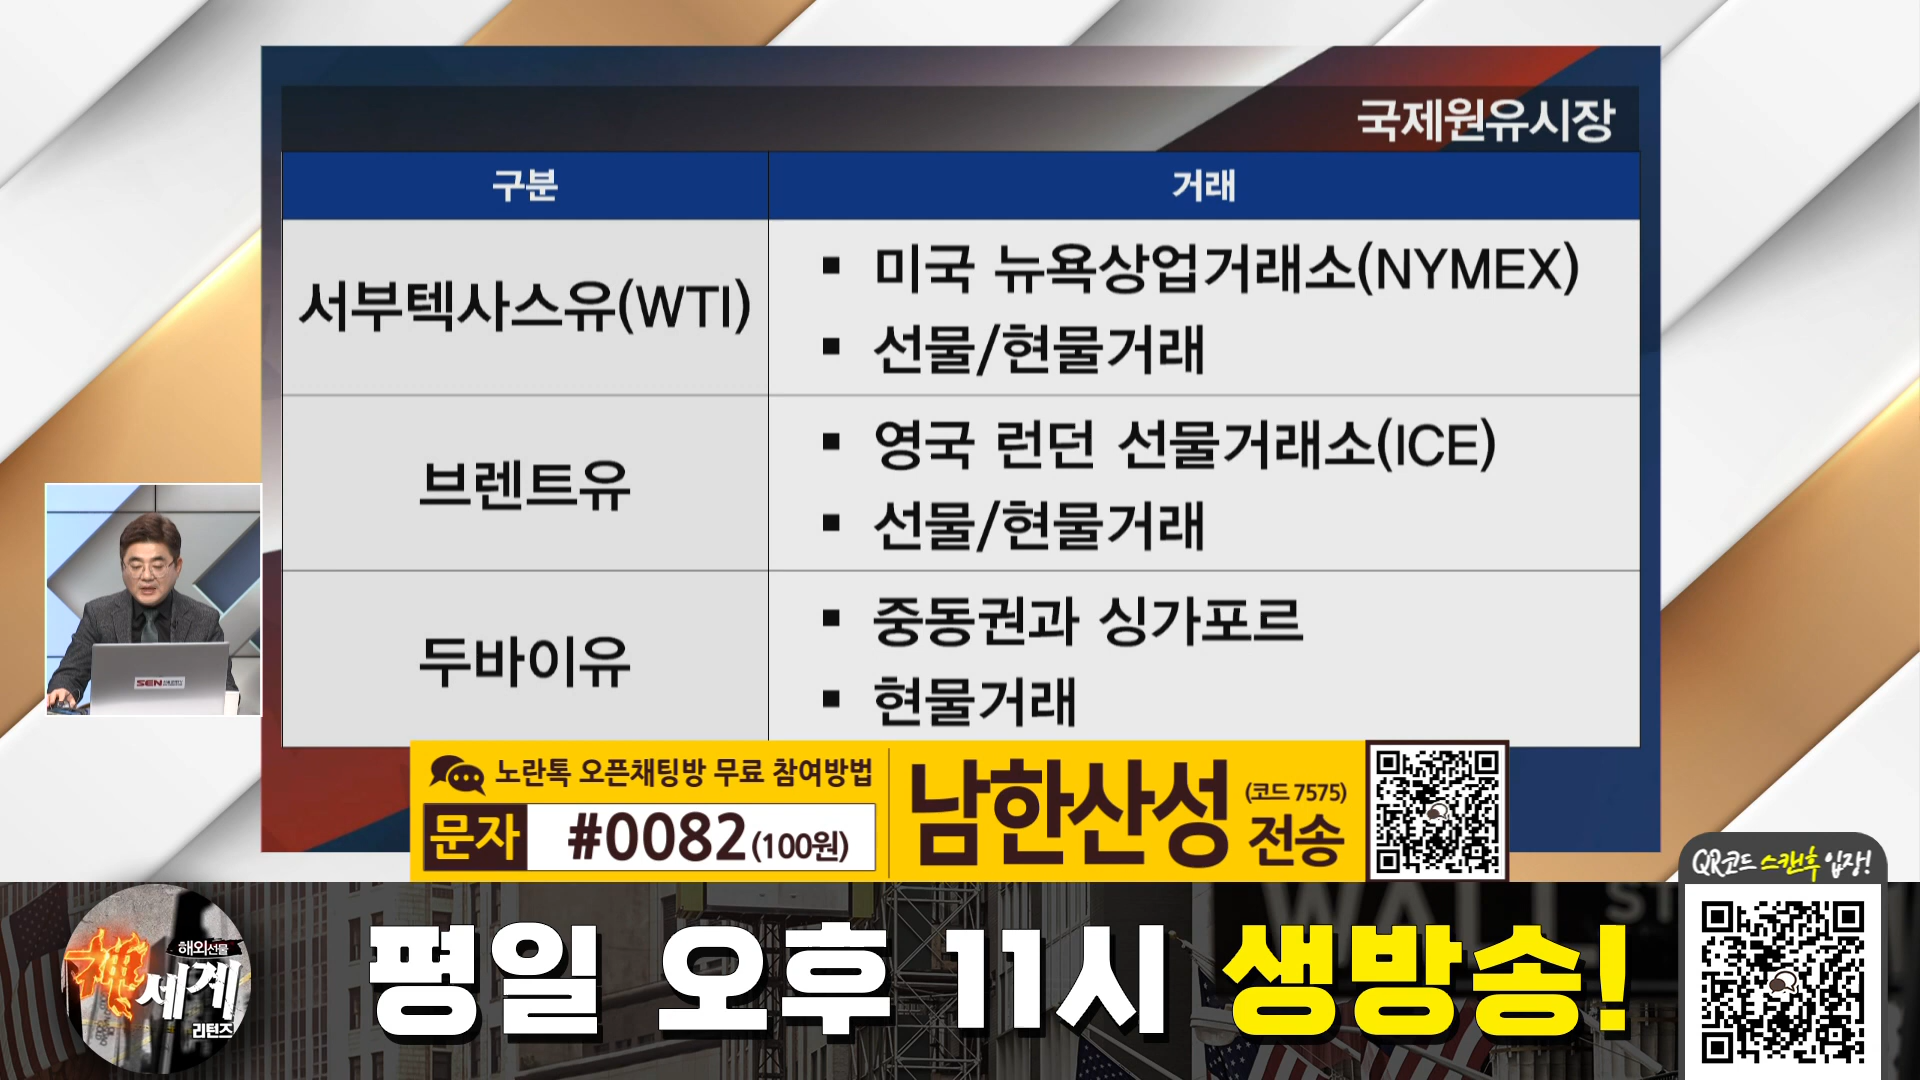 국제원유시장
구분
거래
서부텍사스유(WTI)
▪ 미국 뉴욕상업거래소(NYMEX)
▪ 선물/현물거래
브렌트유
▪ 영국 런던 선물거래소(ICE)
▪ 선물/현물거래
두바이유
▪ 중동권과 싱가포르
▪ 현물거래
SEN
노란톡 오픈채팅방 무료 참여방법
문자 #0082(100원)
남한산성 (코드 7575) 전송
QR코드 스캔후 입장!
해외선물
神세계
리턴즈
평일 오후 11시 생방송!
WALL ST